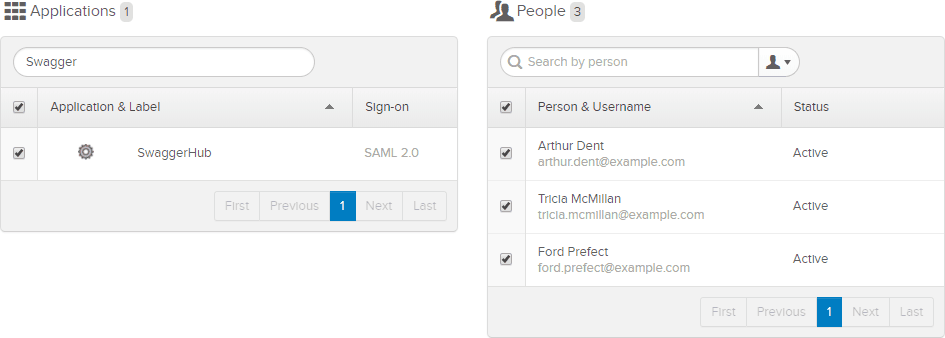 Applications 1
Swagger
Application & Label Sign-on
SwaggerHub SAML 2.0
First Previous 1 Next Last
People 3
Search by person
Person & Username Status
Arthur Dent
arthur.dent@example.com
Active
Tricia McMillan
tricia.mcmillan@example.com
Active
Ford Prefect
ford.prefect@example.com
Active
First Previous 1 Next Last